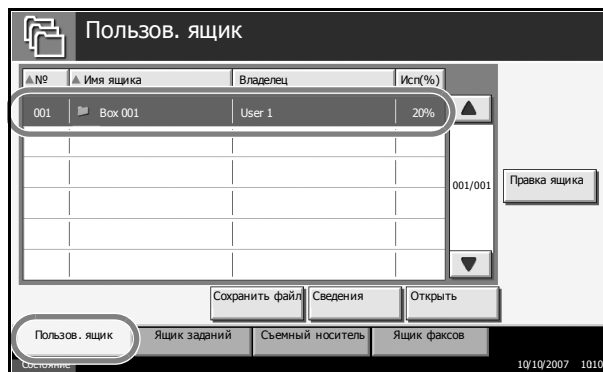 Пользов. ящик
№ Имя ящика Владелец Исп(%)
001 Box 001 User 1 20%
001/001
Правка ящика
Сохранить файл Сведения Открыть
Пользов. ящик Ящик заданий Съемный носитель Ящик факсов
Состояние 10/10/2007 1010